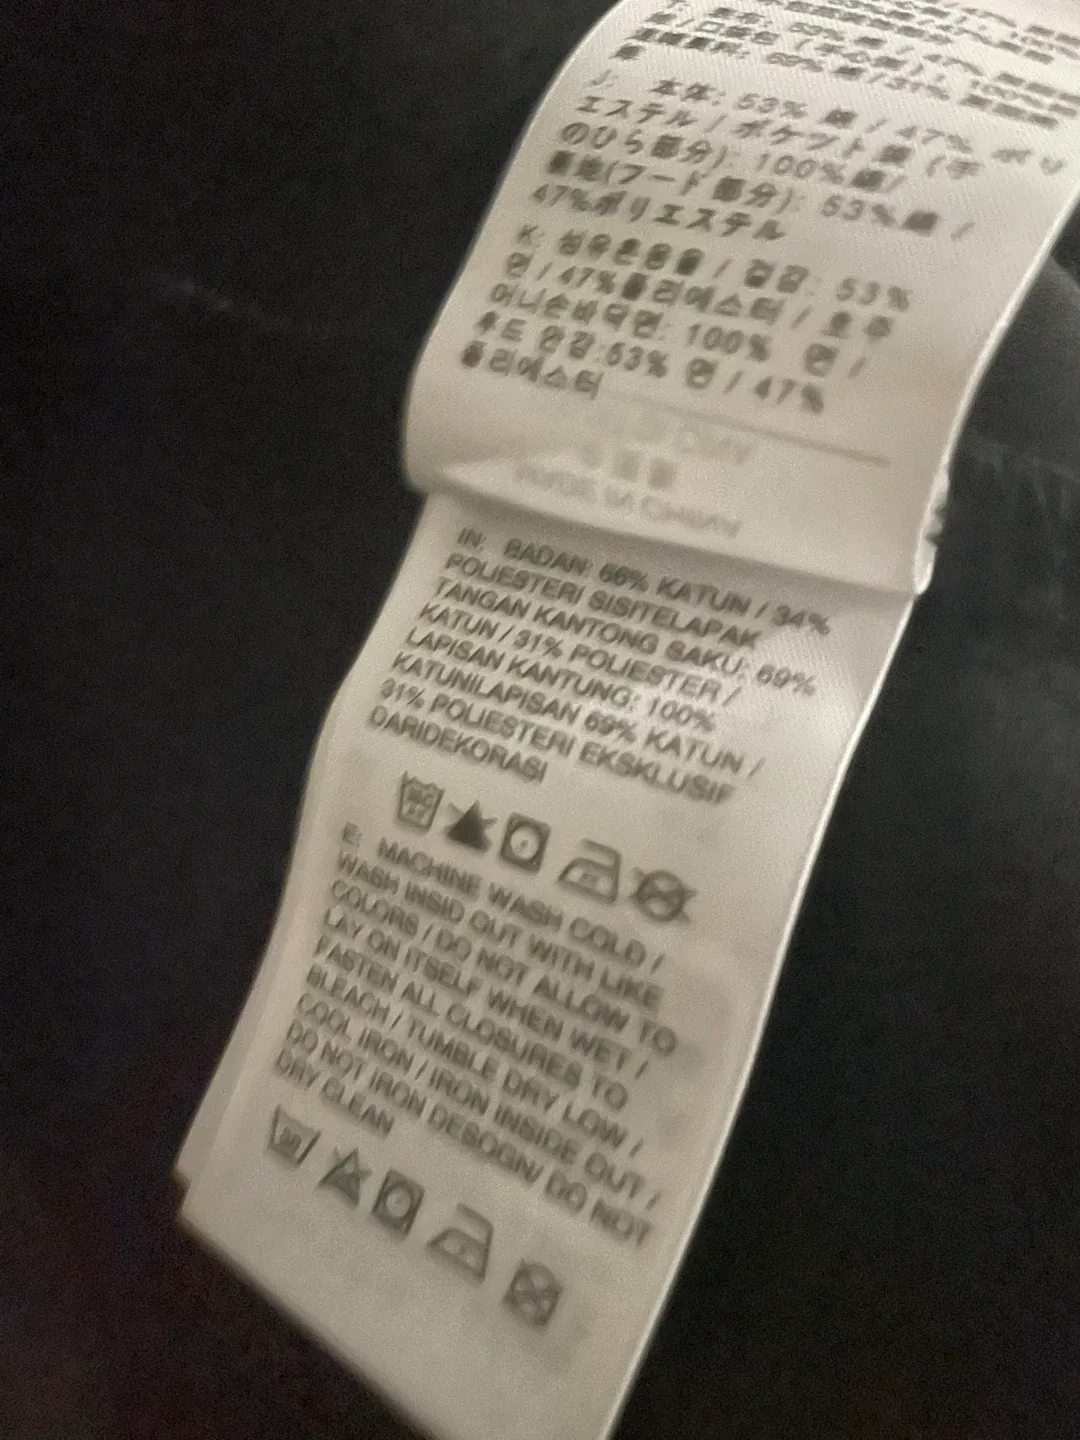 J: 本体: 53% 綿 / 47% ポリ
エステル / ポケット裏 (手
のひら部分): 100%綿/
裏地(フード部分): 53%綿 /
47%ポリエステル
K: 섬유혼용율 / 겉감: 53%
면 / 47%폴리에스터 / 호주
머니손바닥면: 100% 면 /
후드 안감:53% 면 / 47%
폴리에스터
MADE IN CHINA
IN: BADAN: 66% KATUN / 34%
POLIESTERI SISITELAPAK
TANGAN KANTONG SAKU: 69%
KATUN / 31% POLIESTER /
LAPISAN KANTUNG: 100%
KATUNILAPISAN 69% KATUN /
31% POLIESTERI EKSKLUSIF
DARIDEKORASI
E: MACHINE WASH COLD /
WASH INSID OUT WITH LIKE
COLORS / DO NOT ALLOW TO
LAY ON ITSELF WHEN WET /
FASTEN ALL CLOSURES TO
BLEACH / TUMBLE DRY LOW /
COOL IRON / IRON INSIDE OUT /
DO NOT IRON DESOGN/ DO NOT
DRY CLEAN